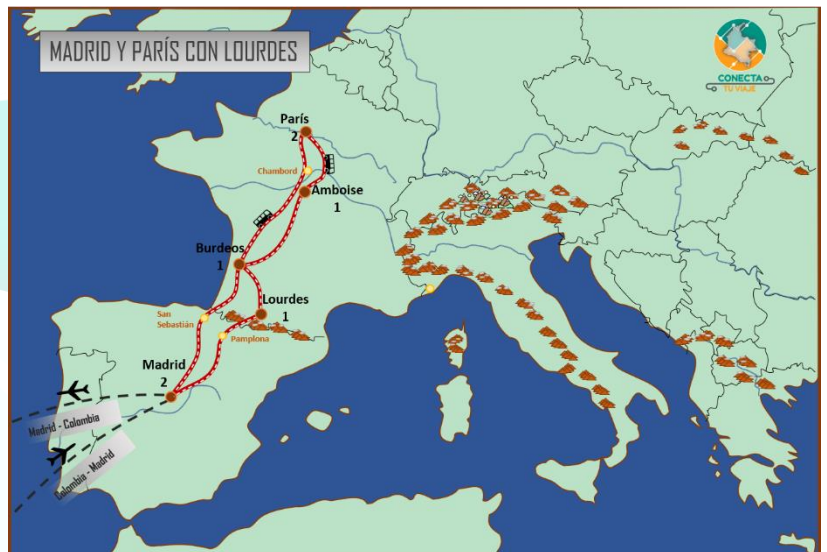 MADRID Y PARÍS CON LOURDES
CONECTA
TU VIAJE
París
2
Chambord
Amboise
1
Burdeos
1
Lourdes
1
San
Sebastián
Pamplona
Madrid
2
Madrid - Colombia
Colombia - Madrid